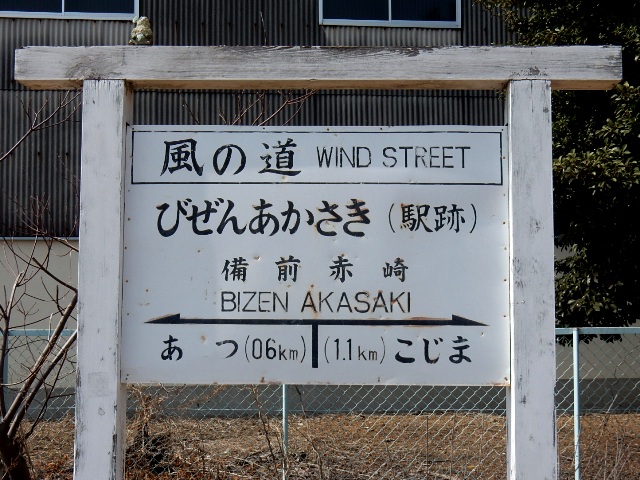 風の道 WIND STREET
びぜんあかさき(駅跡)
備前赤崎
BIZEN AKASAKI
あつ(06km) (1.1km)こじま